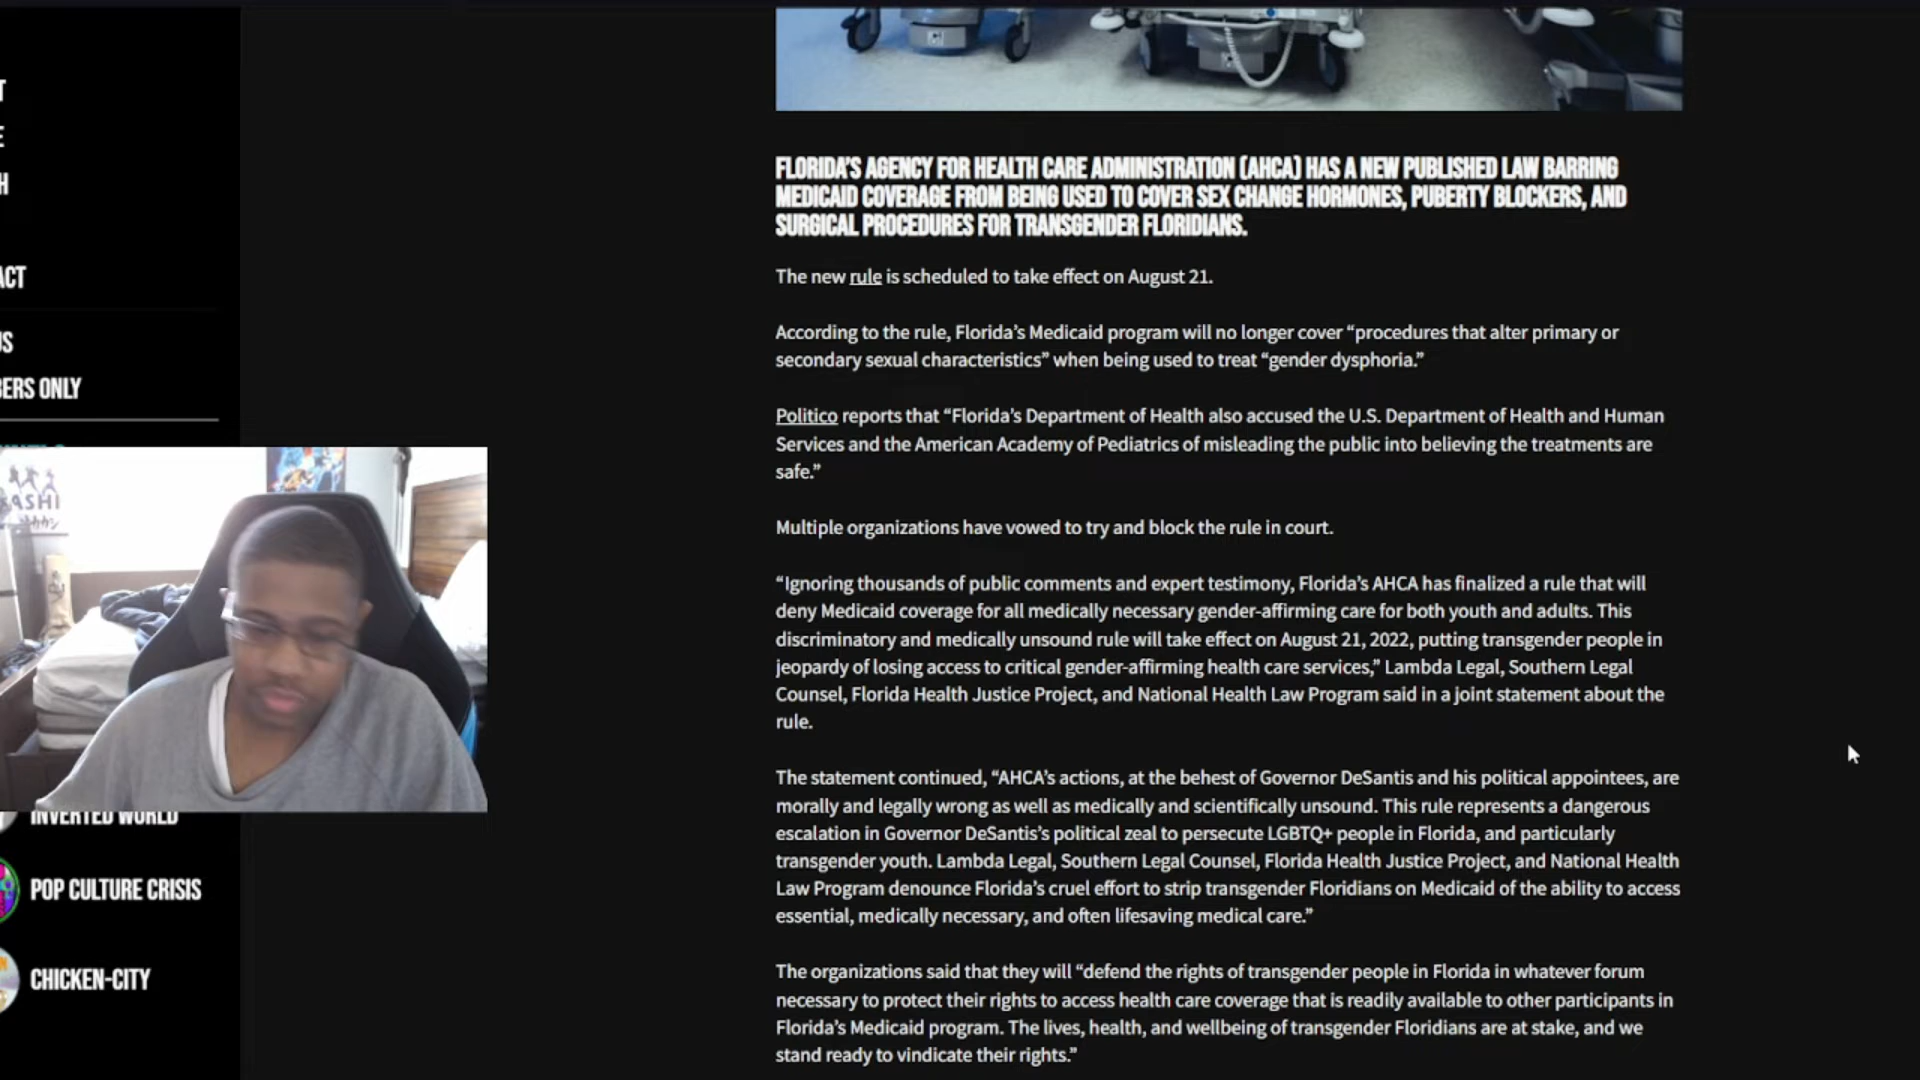 T
E
H
ACT
US
BERS ONLY
ASHI
INVERTED WORLD
POP CULTURE CRISIS
CHICKEN-CITY
FLORIDA'S AGENCY FOR HEALTH CARE ADMINISTRATION (AHCA) HAS A NEW PUBLISHED LAW BARRING
MEDICAID COVERAGE FROM BEING USED TO COVER SEX CHANGE HORMONES, PUBERTY BLOCKERS, AND
SURGICAL PROCEDURES FOR TRANSGENDER FLORIDIANS.
The new rule is scheduled to take effect on August 21.
According to the rule, Florida's Medicaid program will no longer cover “procedures that alter primary or
secondary sexual characteristics” when being used to treat “gender dysphoria.”
Politico reports that “Florida's Department of Health also accused the U.S. Department of Health and Human
Services and the American Academy of Pediatrics of misleading the public into believing the treatments are
safe.”
Multiple organizations have vowed to try and block the rule in court.
“Ignoring thousands of public comments and expert testimony, Florida's AHCA has finalized a rule that will
deny Medicaid coverage for all medically necessary gender-affirming care for both youth and adults. This
discriminatory and medically unsound rule will take effect on August 21, 2022, putting transgender people in
jeopardy of losing access to critical gender-affirming health care services,” Lambda Legal, Southern Legal
Counsel, Florida Health Justice Project, and National Health Law Program said in a joint statement about the
rule.
The statement continued, “AHCA's actions, at the behest of Governor DeSantis and his political appointees, are
morally and legally wrong as well as medically and scientifically unsound. This rule represents a dangerous
escalation in Governor DeSantis's political zeal to persecute LGBTQ+ people in Florida, and particularly
transgender youth. Lambda Legal, Southern Legal Counsel, Florida Health Justice Project, and National Health
Law Program denounce Florida's cruel effort to strip transgender Floridians on Medicaid of the ability to access
essential, medically necessary, and often lifesaving medical care.”
The organizations said that they will “defend the rights of transgender people in Florida in whatever forum
necessary to protect their rights to access health care coverage that is readily available to other participants in
Florida's Medicaid program. The lives, health, and wellbeing of transgender Floridians are at stake, and we
stand ready to vindicate their rights.”